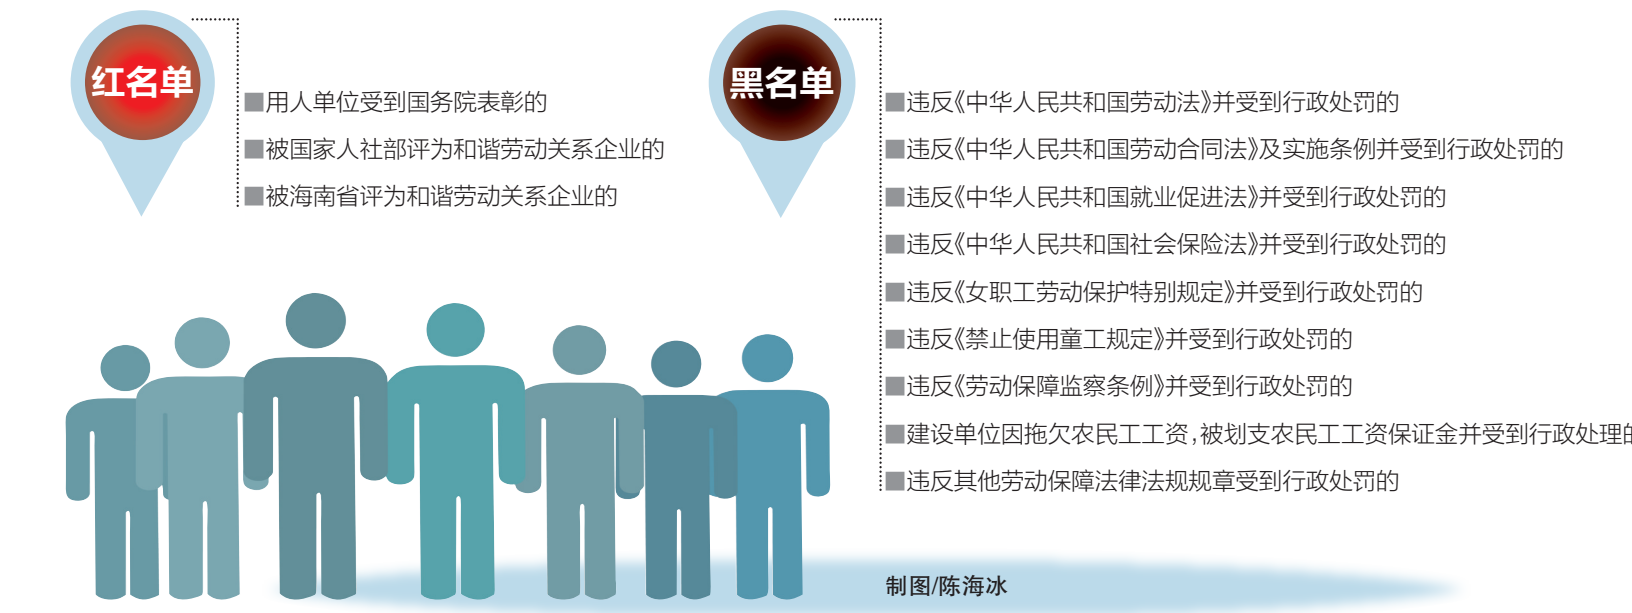 红名单
■用人单位受到国务院表彰的
■被国家人社部评为和谐劳动关系企业的
■被海南省评为和谐劳动关系企业的
黑名单
■违反《中华人民共和国劳动法》并受到行政处罚的
■违反《中华人民共和国劳动合同法》及实施条例并受到行政处罚的
■违反《中华人民共和国就业促进法》并受到行政处罚的
■违反《中华人民共和国社会保险法》并受到行政处罚的
■违反《女职工劳动保护特别规定》并受到行政处罚的
■违反《禁止使用童工规定》并受到行政处罚的
■违反《劳动保障监察条例》并受到行政处罚的
■建设单位因拖欠农民工工资,被划支农民工工资保证金并受到行政处理的
■违反其他劳动保障法律法规规章受到行政处罚的
制图/陈海冰